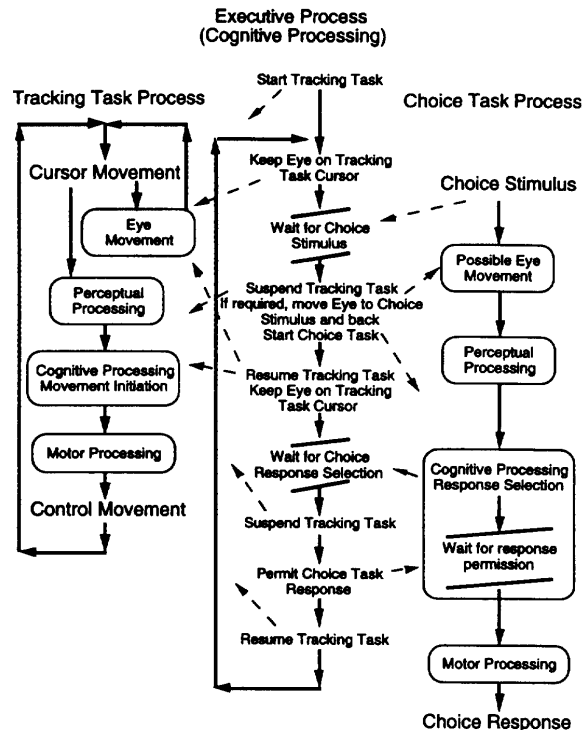 Executive Process
(Cognitive Processing)
Tracking Task Process
Cursor Movement
Eye
Movement
Perceptual
Processing
Cognitive Processing
Movement Initiation
Motor Processing
Control Movement
Start Tracking Task
Keep Eye on Tracking
Task Cursor
Wait for Choice
Stimulus
Suspend Tracking Task
If required, move Eye to Choice
Stimulus and back
Start Choice Task
Resume Tracking Task
Keep Eye on Tracking
Task Cursor
Wait for Choice
Response Selection
Suspend Tracking Task
Permit Choice Task
Response
Resume Tracking Task
Choice Task Process
Choice Stimulus
Possible Eye
Movement
Perceptual
Processing
Cognitive Processing
Response Selection
Wait for response
permission
Motor Processing
Choice Response